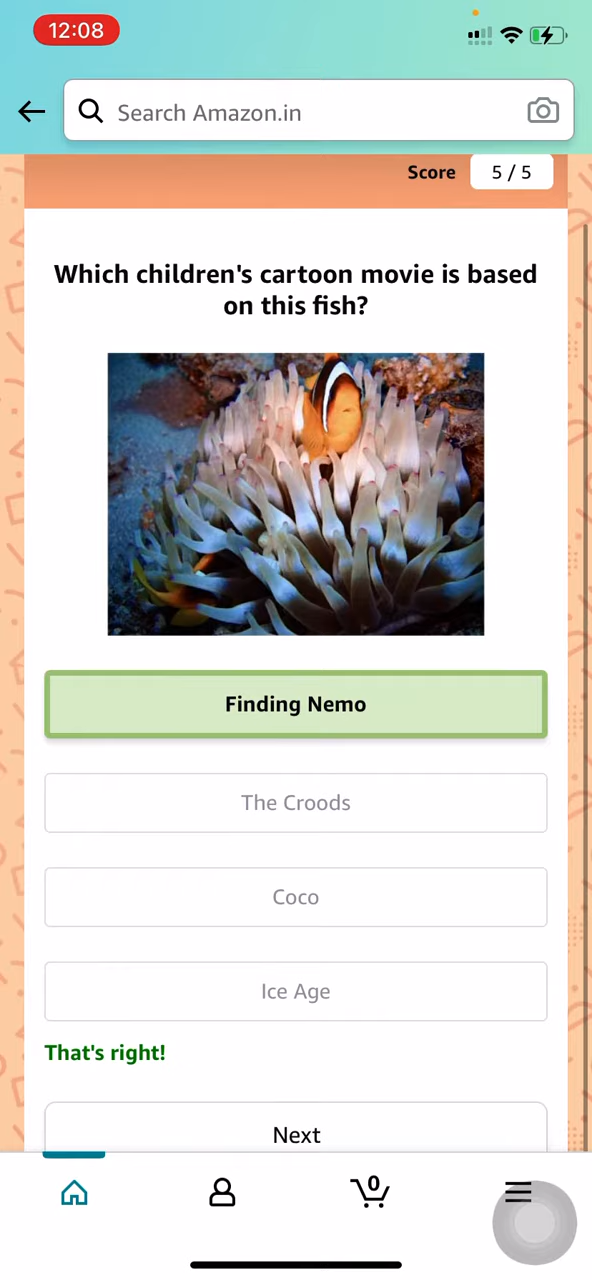 12:08
Search Amazon.in
Score 5 / 5
Which children's cartoon movie is based
on this fish?
Finding Nemo
The Croods
Coco
Ice Age
That's right!
Next
0